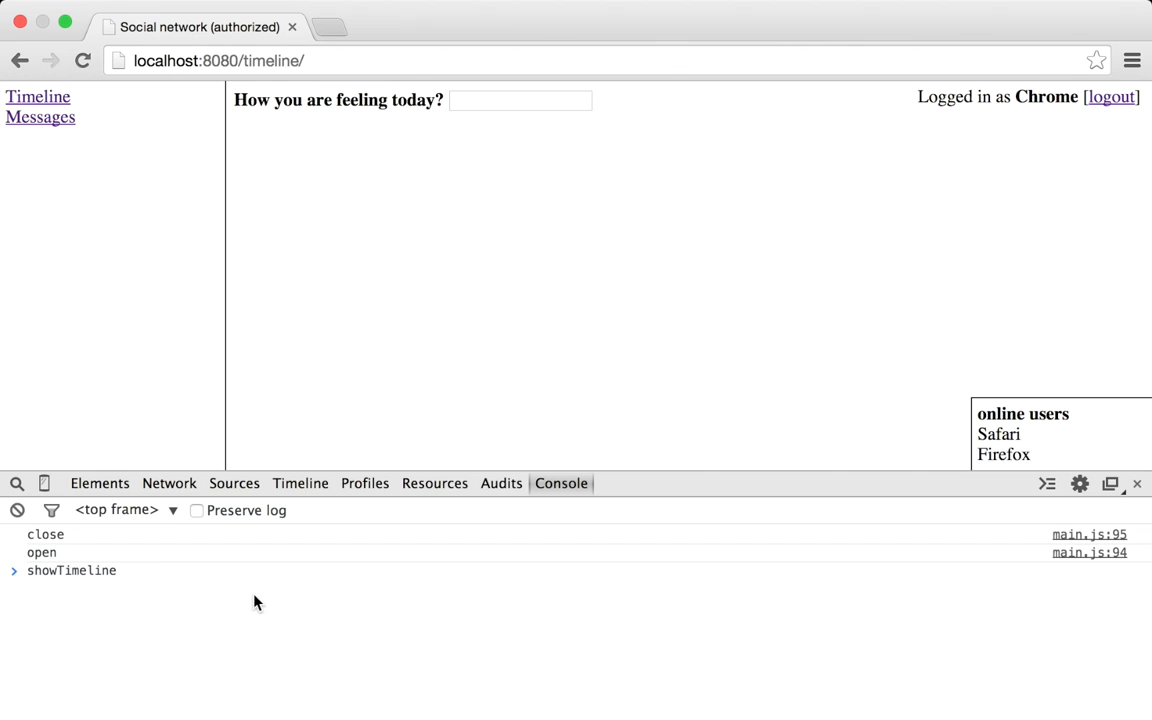 Social network (authorized)
localhost:8080/timeline/
Timeline
Messages
How you are feeling today?
Logged in as Chrome [logout]
online users
Safari
Firefox
Elements Network Sources Timeline Profiles Resources Audits Console
<top frame> Preserve log
close main.js:95
open main.js:94
showTimeline